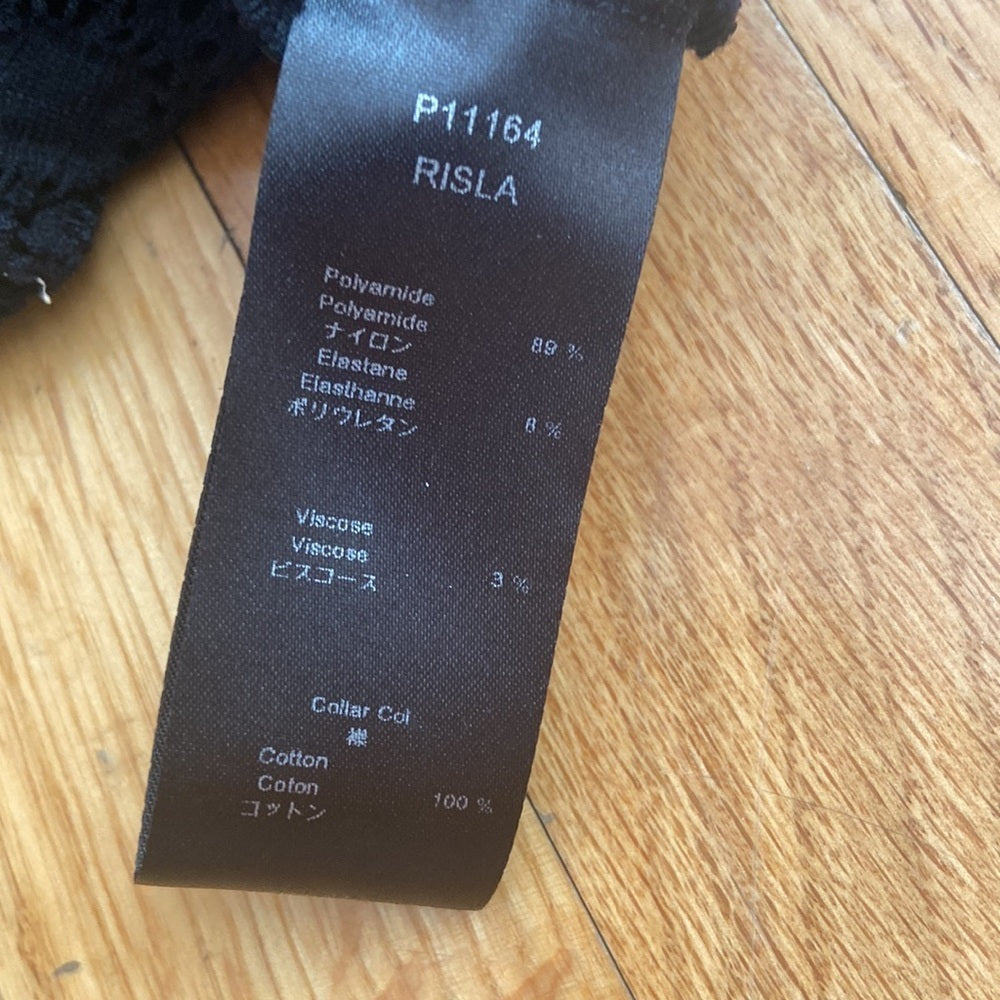 P11164
RISLA
Polyamide
Polyamide
ナイロン 89 %
Elastane
Elasthanne
ポリウレタン 8 %
Viscose
Viscose
ビスコース 3 %
Collar Col
襟
Cotton
Coton
コットン 100 %